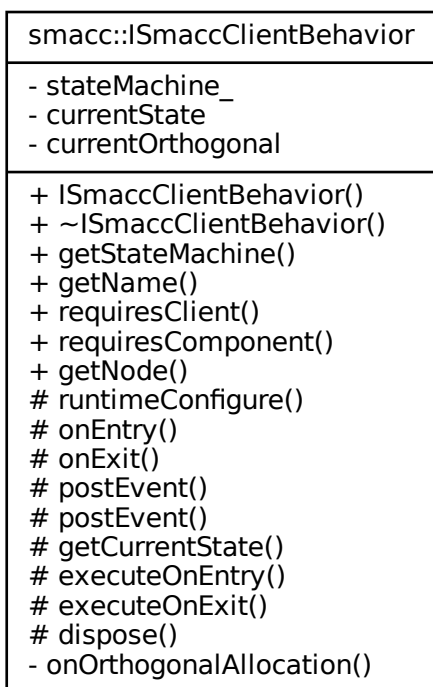 smacc::ISmaccClientBehavior
- stateMachine_
- currentState
- currentOrthogonal
+ ISmaccClientBehavior()
+ ~ISmaccClientBehavior()
+ getStateMachine()
+ getName()
+ requiresClient()
+ requiresComponent()
+ getNode()
# runtimeConfigure()
# onEntry()
# onExit()
# postEvent()
# postEvent()
# getCurrentState()
# executeOnEntry()
# executeOnExit()
# dispose()
- onOrthogonalAllocation()